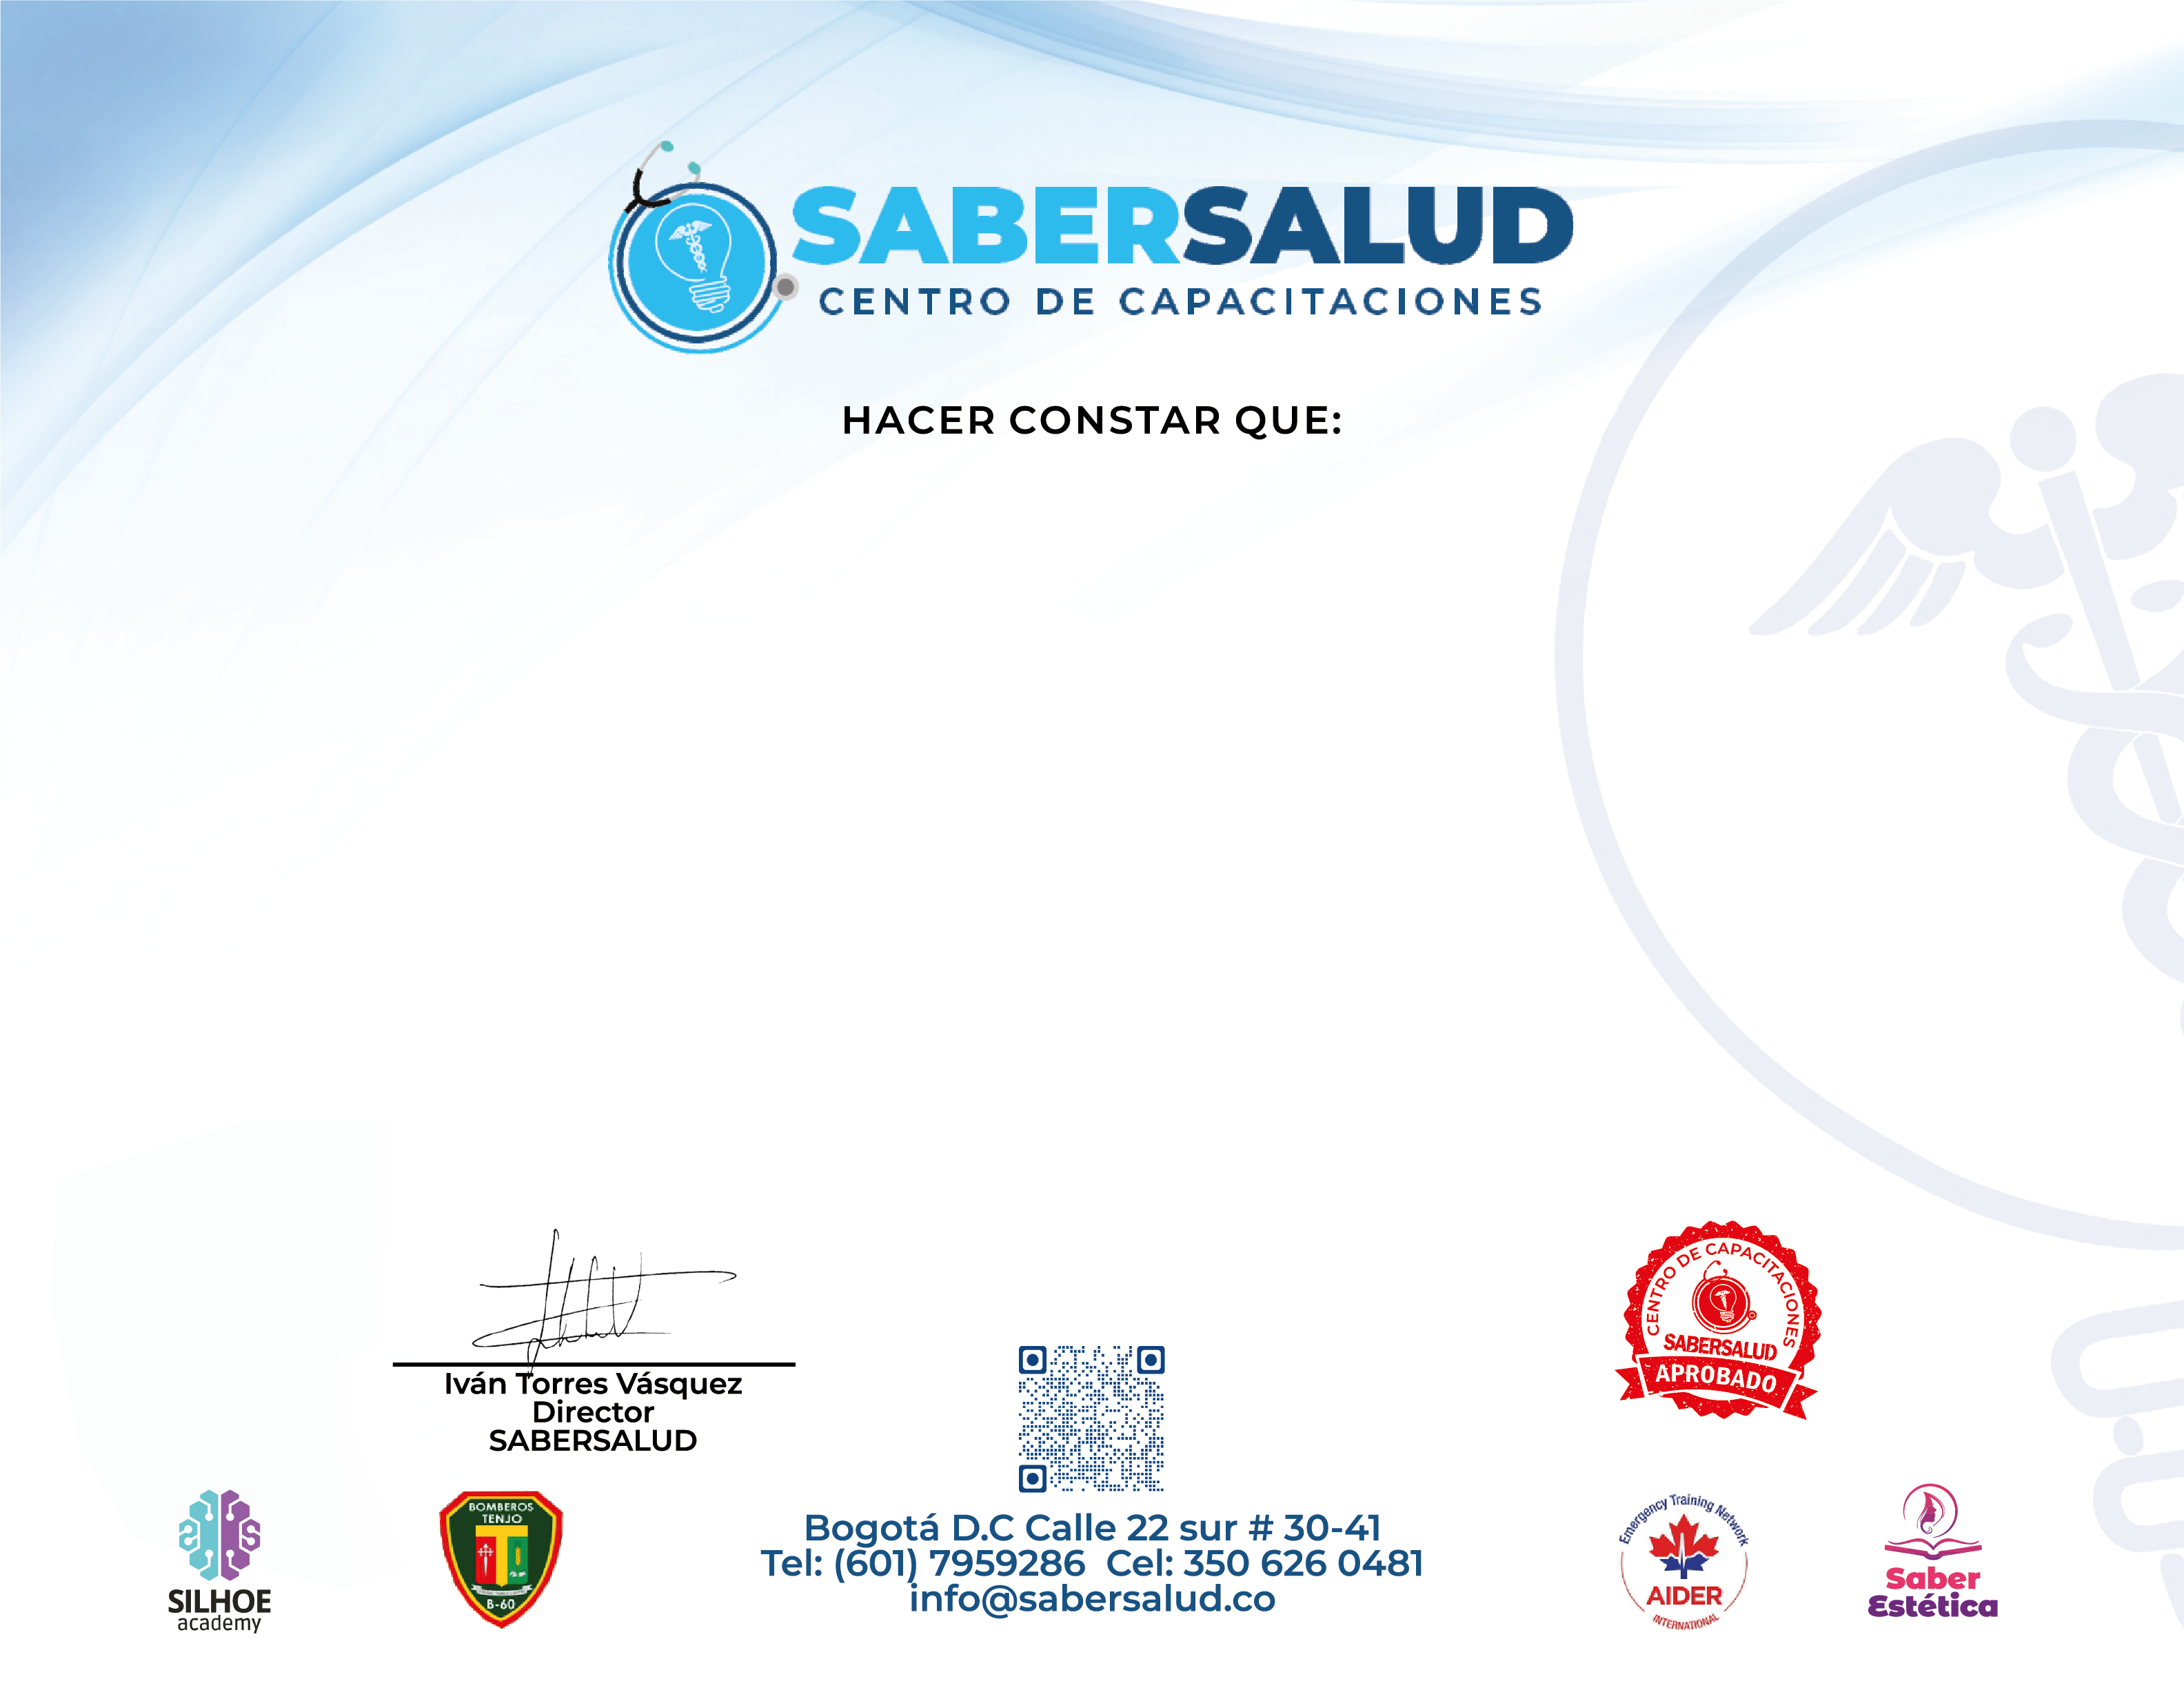 SABERSALUD
CENTRO DE CAPACITACIONES
HACER CONSTAR QUE:
Iván Torres Vásquez
Director
SABERSALUD
CENTRO DE CAPACITACIONES
SABERSALUD
APROBADO
SILHOE
academy
BOMBEROS
TENJO
B-60
Bogotá D.C Calle 22 sur # 30-41
Tel: (601) 7959286 Cel: 350 626 0481
info@sabersalud.co
Emergency Training Network
AIDER
INTERNATIONAL
Saber
Estética